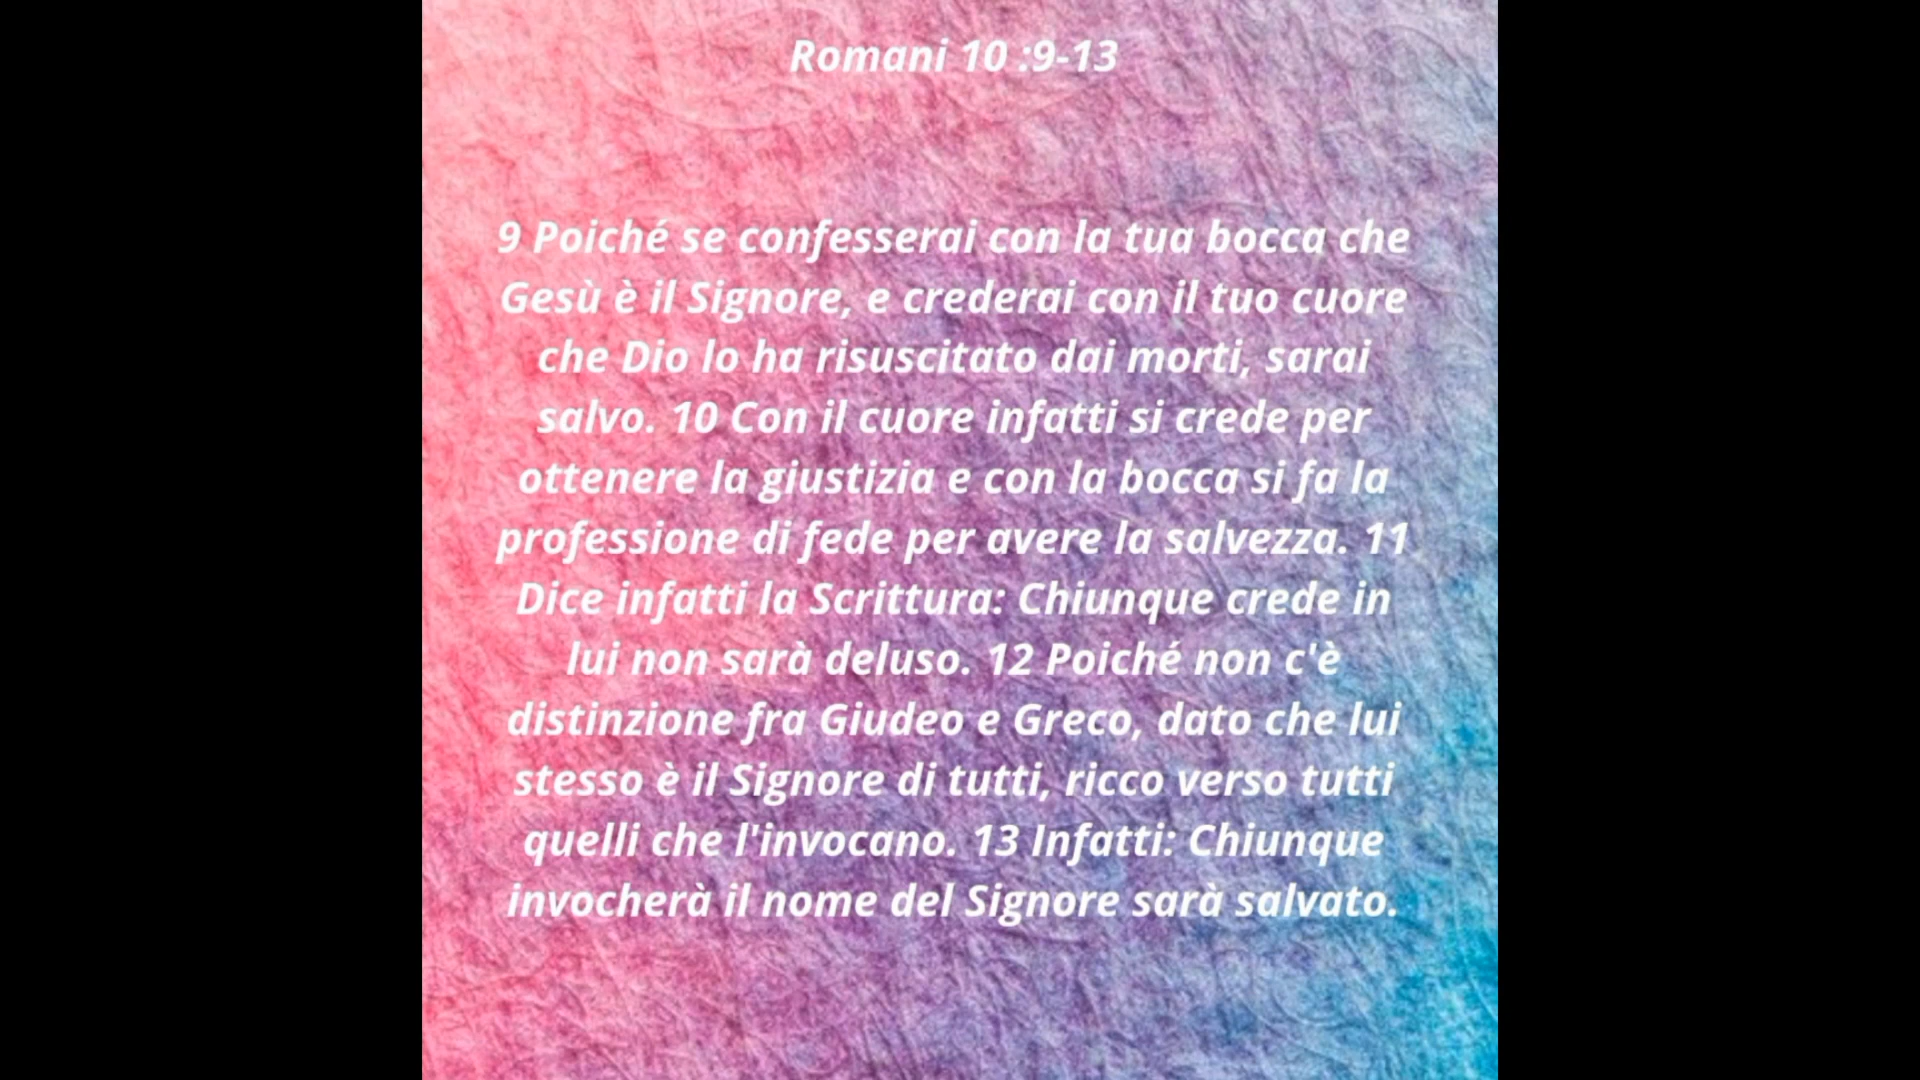 Romani 10 :9-13
9 Poiché se confesserai con la tua bocca che
Gesù è il Signore, e crederai con il tuo cuore
che Dio lo ha risuscitato dai morti, sarai
salvo. 10 Con il cuore infatti si crede per
ottenere la giustizia e con la bocca si fa la
professione di fede per avere la salvezza. 11
Dice infatti la Scrittura: Chiunque crede in
lui non sarà deluso. 12 Poiché non c'è
distinzione fra Giudeo e Greco, dato che lui
stesso è il Signore di tutti, ricco verso tutti
quelli che l'invocano. 13 Infatti: Chiunque
invocherà il nome del Signore sarà salvato.